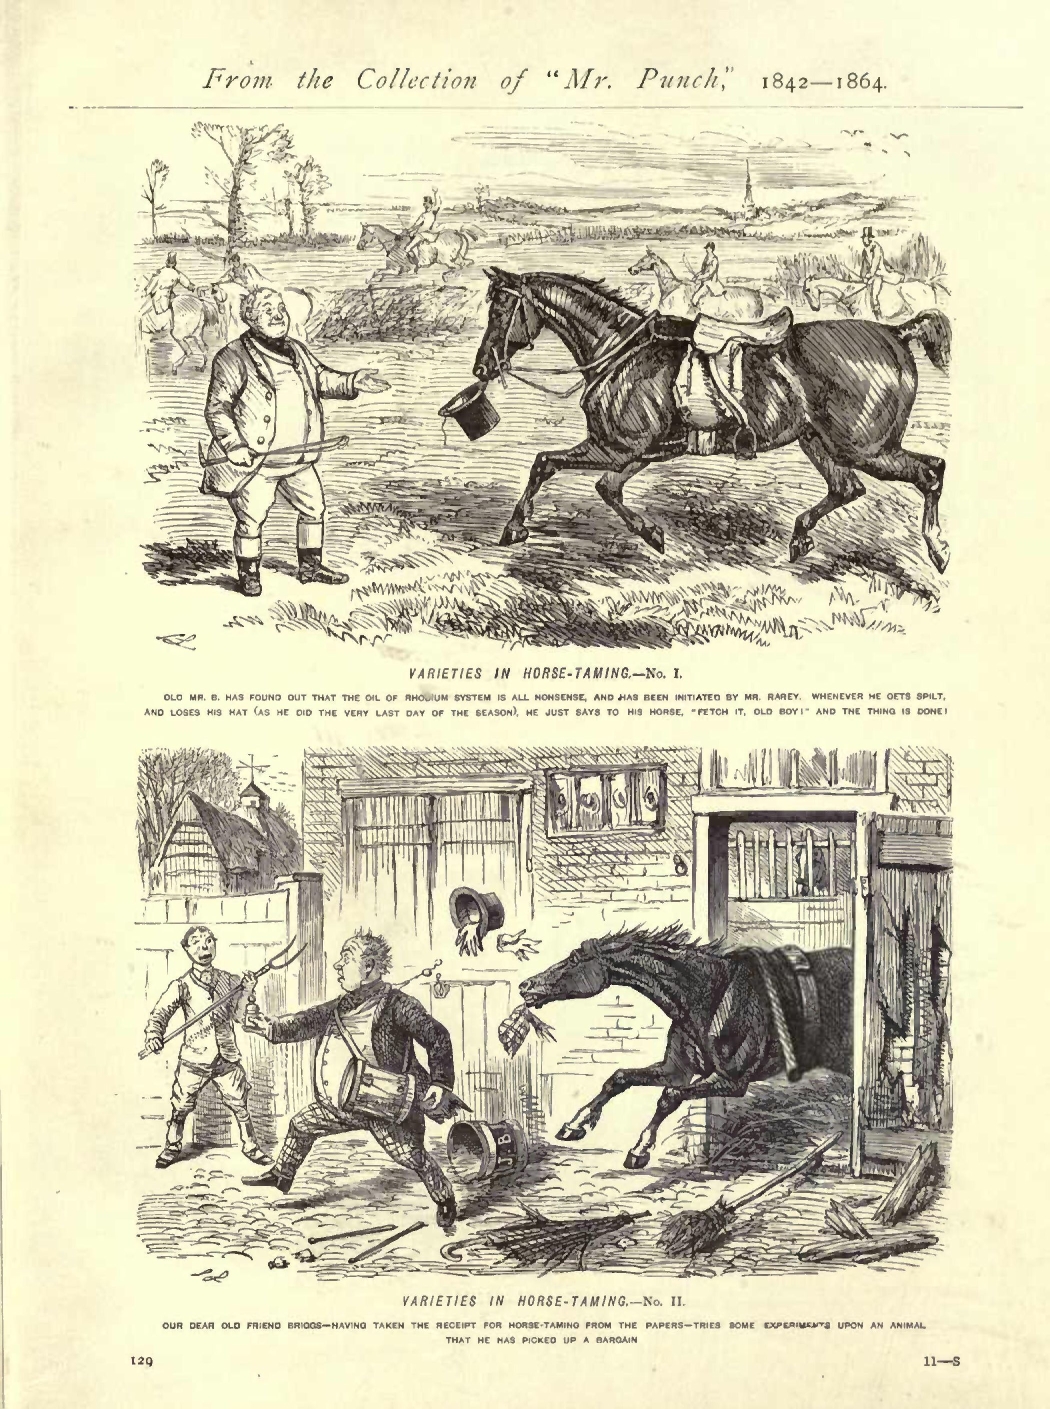 From the Collection of "Mr. Punch," 1842—1864.
VARIETIES IN HORSE-TAMING.—No. I.
OLD MR. B. HAS FOUND OUT THAT THE OIL OF RHODIUM SYSTEM IS ALL NONSENSE, AND HAS BEEN INITIATED BY MR. RAREY. WHENEVER HE GETS SPILT,
AND LOSES HIS HAT (AS HE DID THE VERY LAST DAY OF THE SEASON), HE JUST SAYS TO HIS HORSE, "FETCH IT, OLD BOY!" AND THE THING IS DONE!
J B
VARIETIES IN HORSE-TAMING.—No. II.
OUR DEAR OLD FRIEND BRIGGS—HAVING TAKEN THE RECEIPT FOR HORSE-TAMING FROM THE PAPERS—TRIES SOME EXPERIMENTS UPON AN ANIMAL
THAT HE HAS PICKED UP A BARGAIN
129
11—S